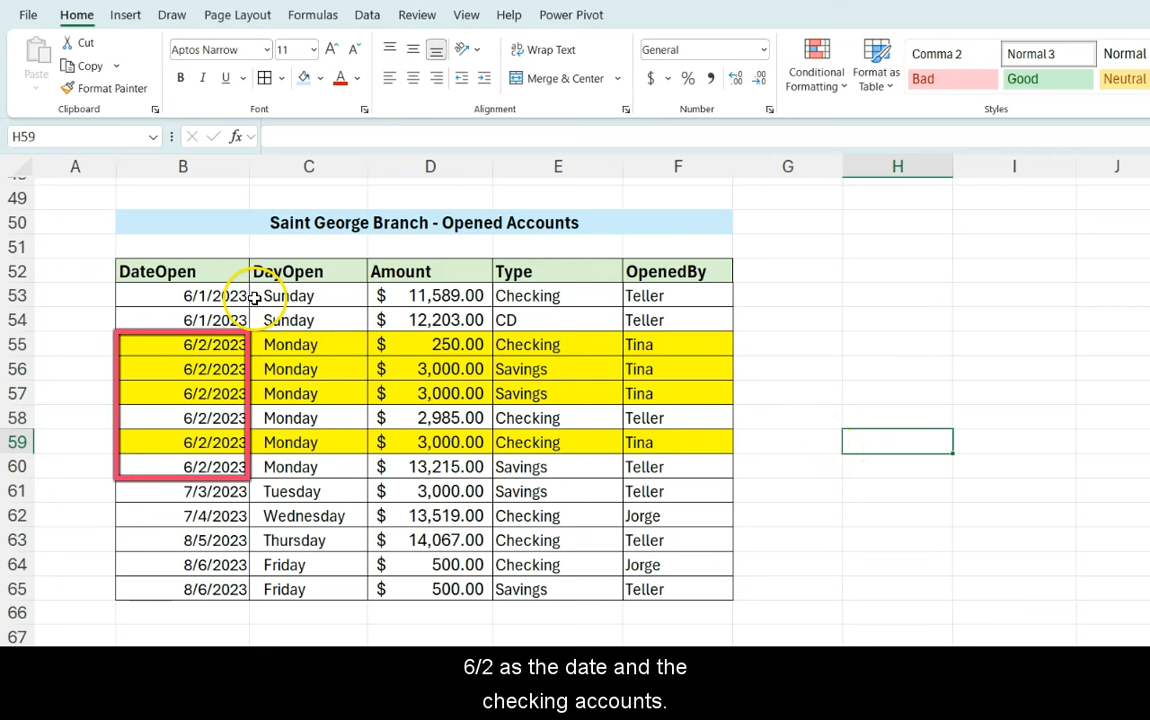 File Home Insert Draw Page Layout Formulas Data Review View Help Power Pivot
Paste Cut Copy Format Painter
Clipboard
Aptos Narrow 11 A A
B I U A
Font
ab Wrap Text
Merge & Center
Alignment
General
$ % , .00
Number
Conditional Formatting
Format as Table
Comma 2 Normal 3 Normal
Bad Good Neutral
Styles
H59 fx
A B C D E F G H I J
49
50 Saint George Branch - Opened Accounts
51
52 DateOpen DayOpen Amount Type OpenedBy
53 6/1/2023 Sunday $ 11,589.00 Checking Teller
54 6/1/2023 Sunday $ 12,203.00 CD Teller
55 6/2/2023 Monday $ 250.00 Checking Tina
56 6/2/2023 Monday $ 3,000.00 Savings Tina
57 6/2/2023 Monday $ 3,000.00 Savings Tina
58 6/2/2023 Monday $ 2,985.00 Checking Teller
59 6/2/2023 Monday $ 3,000.00 Checking Tina
60 6/2/2023 Monday $ 13,215.00 Savings Teller
61 7/3/2023 Tuesday $ 3,000.00 Savings Teller
62 7/4/2023 Wednesday $ 13,519.00 Checking Jorge
63 8/5/2023 Thursday $ 14,067.00 Checking Teller
64 8/6/2023 Friday $ 500.00 Checking Jorge
65 8/6/2023 Friday $ 500.00 Savings Teller
66
67
6/2 as the date and the
checking accounts.